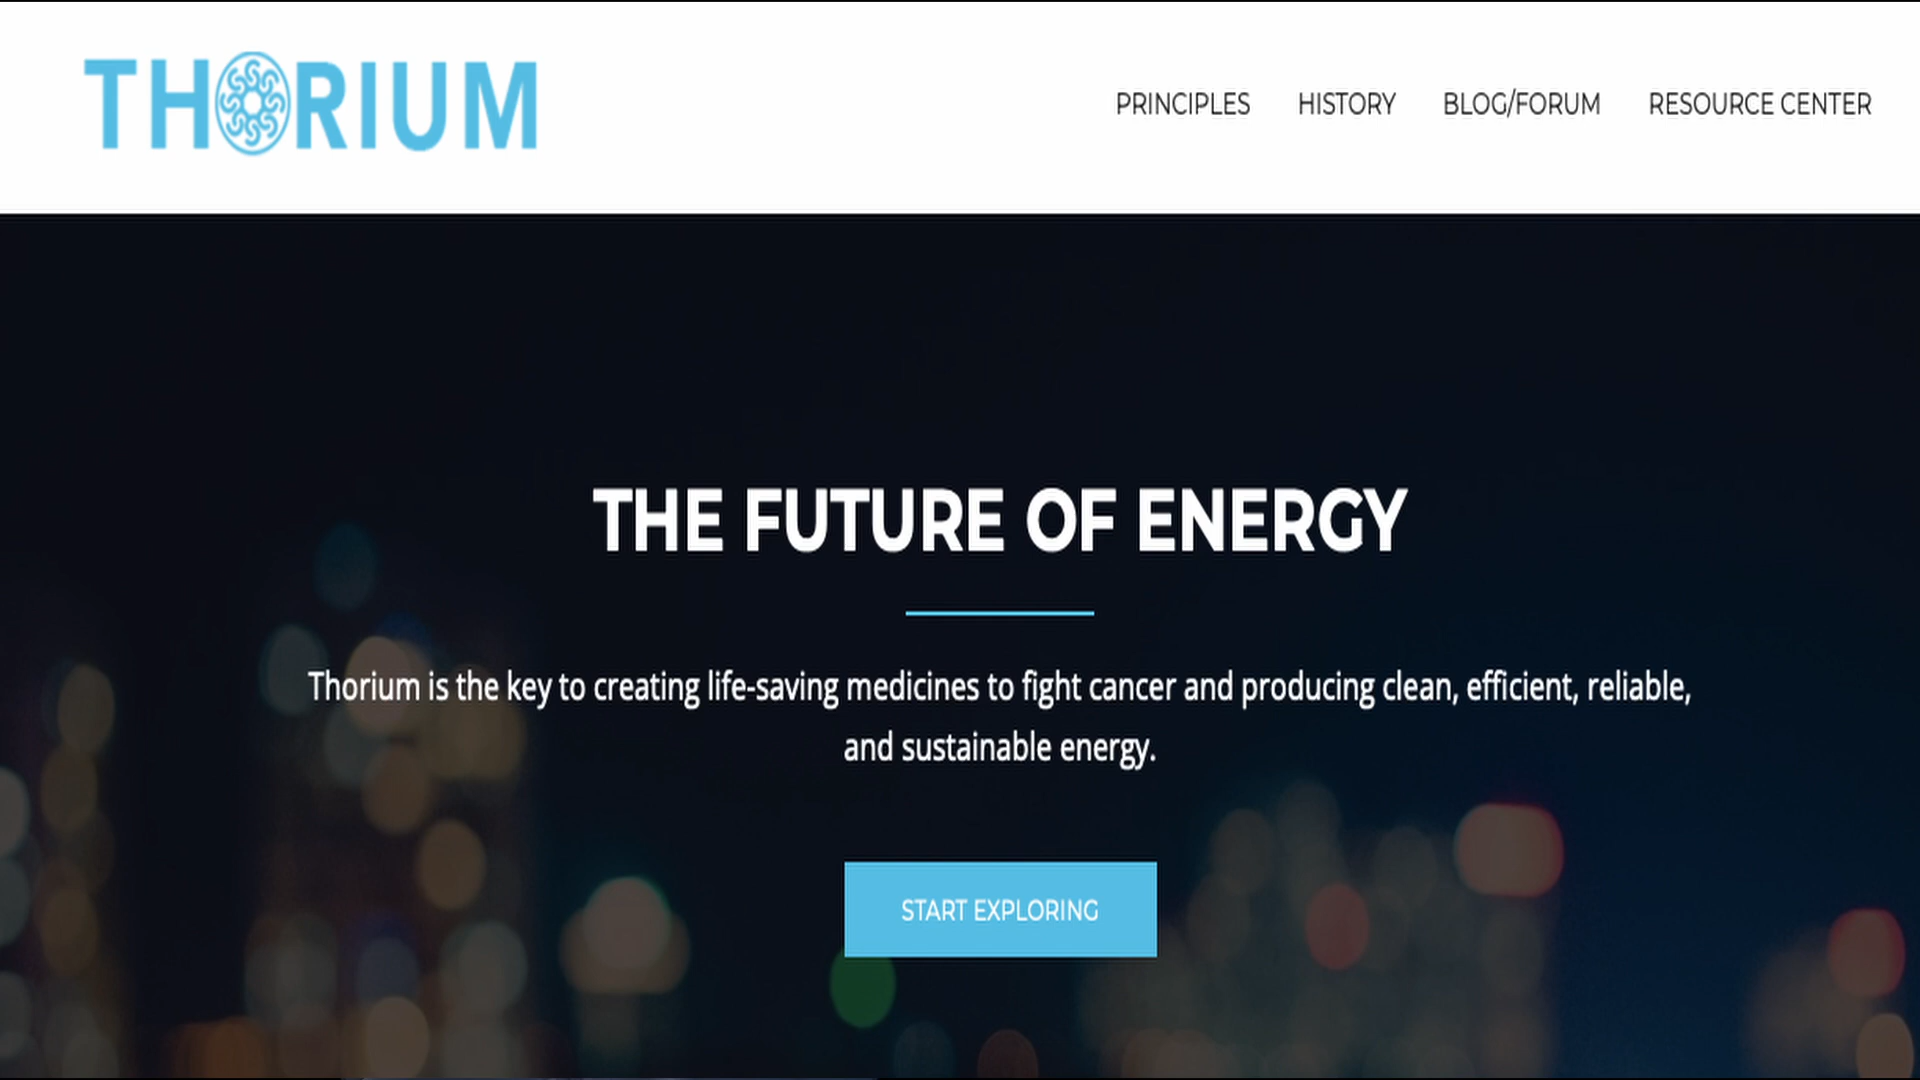 THORIUM
PRINCIPLES HISTORY BLOG/FORUM RESOURCE CENTER
THE FUTURE OF ENERGY
Thorium is the key to creating life-saving medicines to fight cancer and producing clean, efficient, reliable,
and sustainable energy.
START EXPLORING